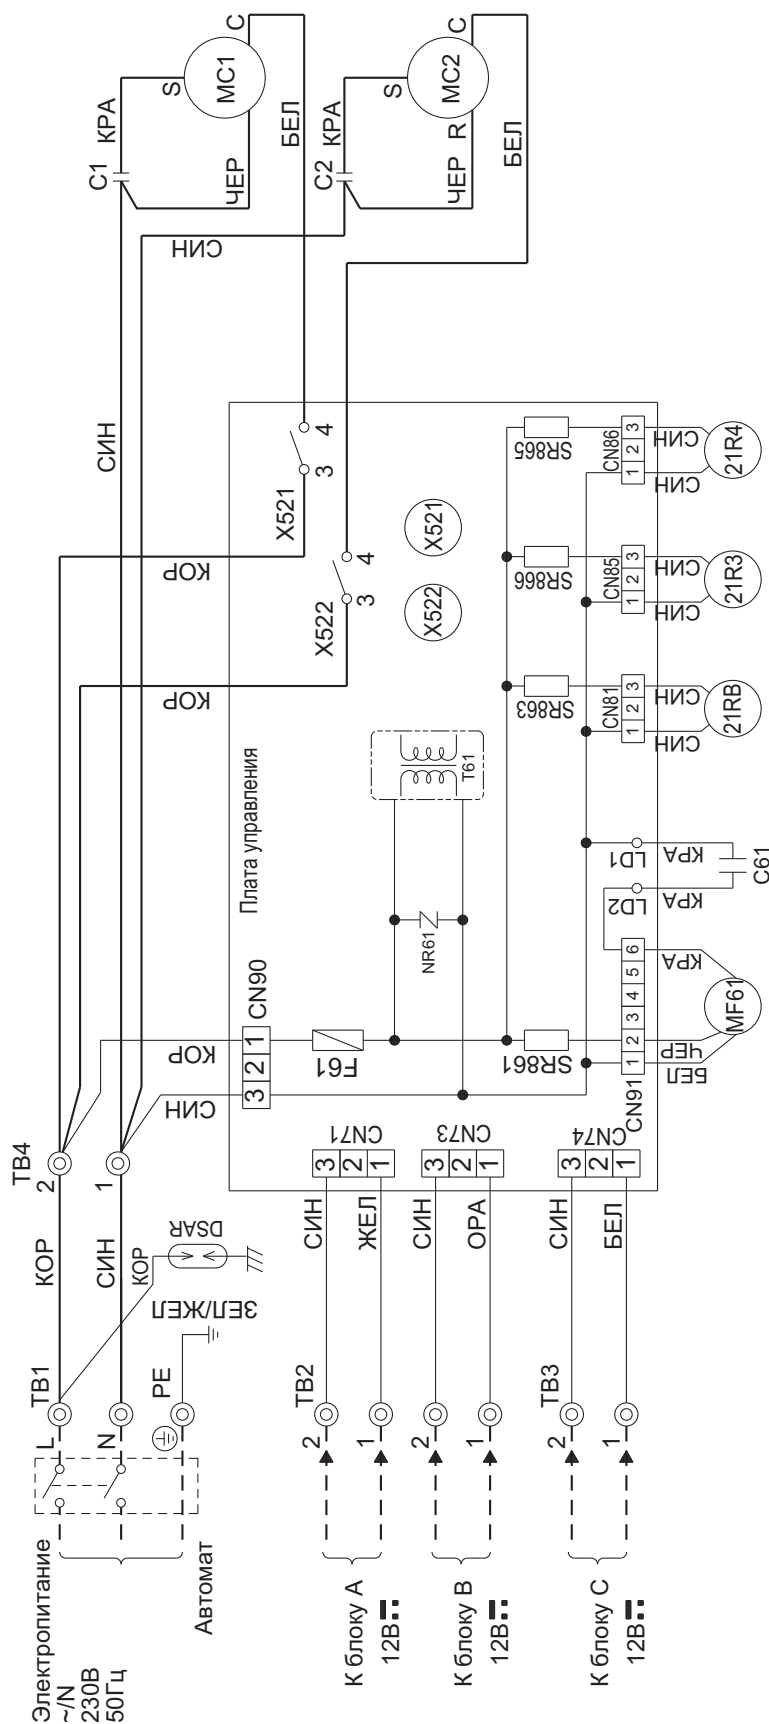 Электропитание
~/N
230В
50Гц
Автомат
L
N
TB1
PE
КОР
СИН
КОР
DSAR
ЗЕЛ/ЖЕЛ
TB4
2
1
КОР
СИН
КОР
КОР
СИН
СИН
C1
КРА
ЧЕР
S
C
MC1
БЕЛ
C2
КРА
ЧЕР
S
R
C
MC2
БЕЛ
Плата управления
X521
3
4
X522
3
4
X522
X521
CN90
3
2
1
F61
NR61
T61
SR861
SR863
SR866
SR865
CN71
3
2
1
CN73
3
2
1
CN74
3
2
1
CN91
1
2
3
4
5
6
LD2
LD1
CN81
1
2
3
CN85
1
2
3
CN86
1
2
3
БЕЛ
ЧЕР
КРА
MF61
КРА
КРА
C61
СИН
СИН
21RB
СИН
СИН
21R3
СИН
СИН
21R4
К блоку А
12В
TB2
2
1
СИН
ЖЕЛ
К блоку В
12В
2
1
СИН
ОРА
К блоку С
12В
TB3
2
1
СИН
БЕЛ